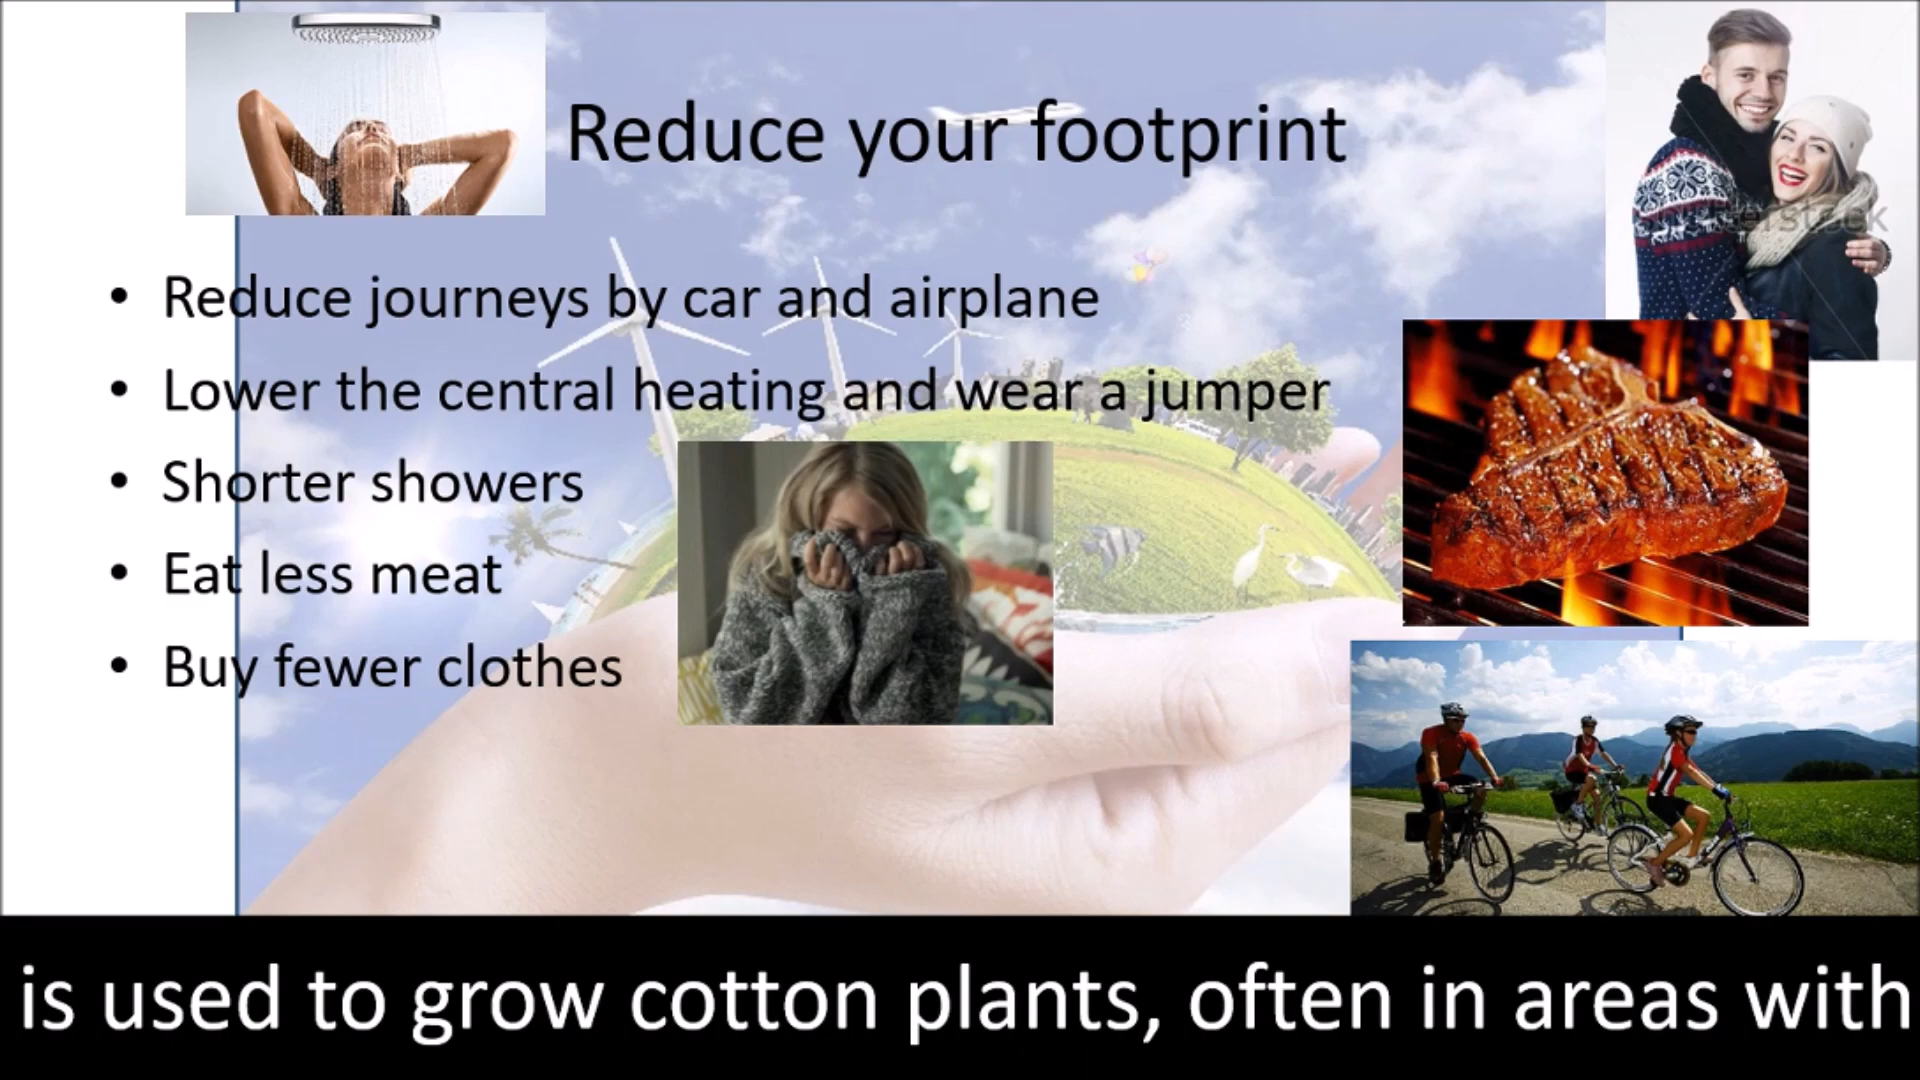 Reduce your footprint
• Reduce journeys by car and airplane
• Lower the central heating and wear a jumper
• Shorter showers
• Eat less meat
• Buy fewer clothes
is used to grow cotton plants, often in areas with